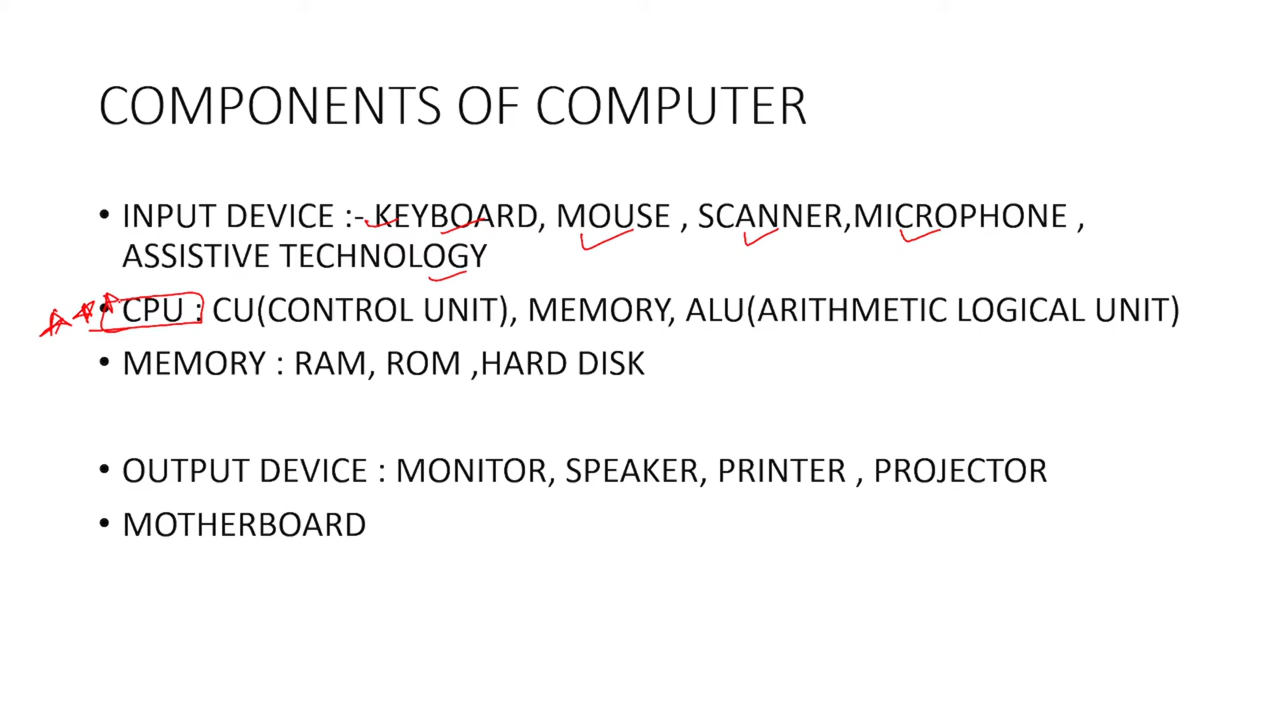 COMPONENTS OF COMPUTER
• INPUT DEVICE :- KEYBOARD, MOUSE , SCANNER,MICROPHONE ,
ASSISTIVE TECHNOLOGY
• CPU : CU(CONTROL UNIT), MEMORY, ALU(ARITHMETIC LOGICAL UNIT)
• MEMORY : RAM, ROM ,HARD DISK
• OUTPUT DEVICE : MONITOR, SPEAKER, PRINTER , PROJECTOR
• MOTHERBOARD